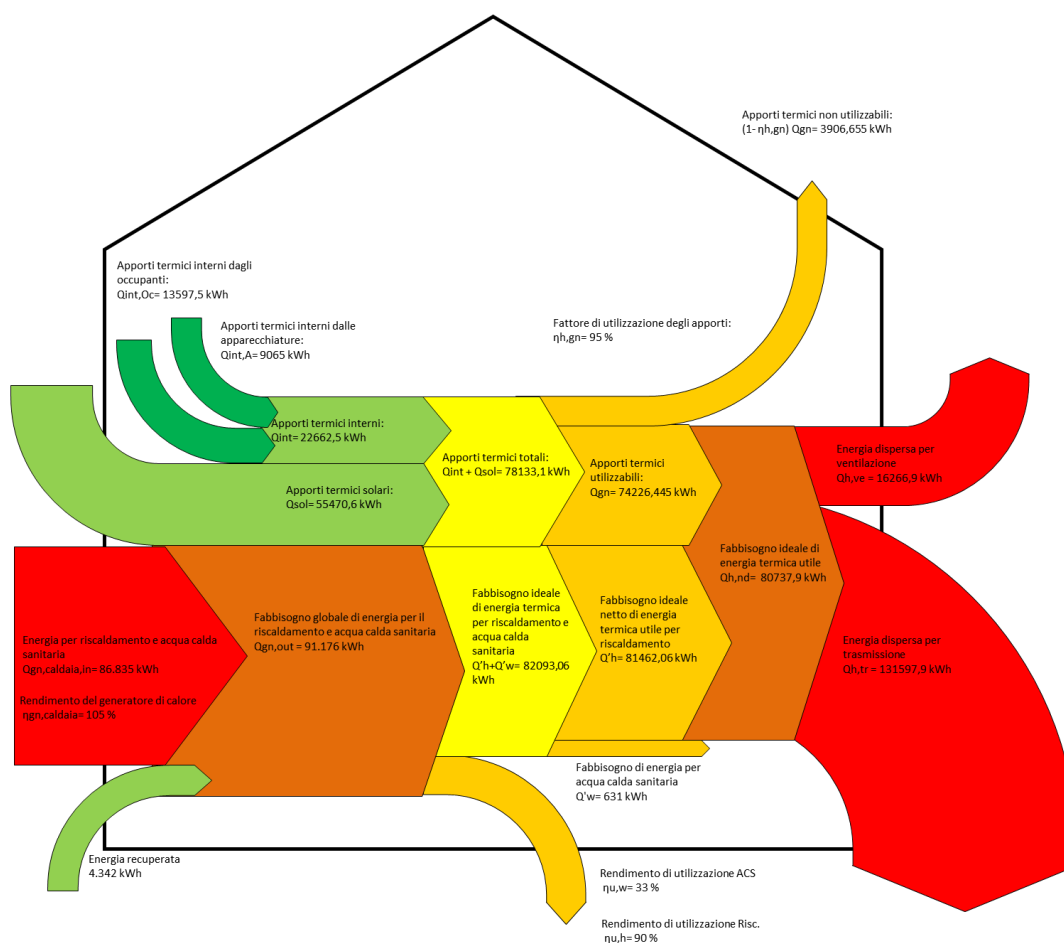 Apporti termici non utilizzabili:
(1- ηh,gn) Qgn= 3906,655 kWh
Apporti termici interni dagli
occupanti:
Qint,Oc= 13597,5 kWh
Apporti termici interni dalle
apparecchiature:
Qint,A= 9065 kWh
Fattore di utilizzazione degli apporti:
ηh,gn= 95 %
Apporti termici interni:
Qint= 22662,5 kWh
Apporti termici totali:
Qint + Qsol= 78133,1 kWh
Apporti termici
utilizzabili:
Qgn= 74226,445 kWh
Energia dispersa per
ventilazione
Qh,ve = 16266,9 kWh
Apporti termici solari:
Qsol= 55470,6 kWh
Fabbisogno ideale di
energia termica utile
Qh,nd= 80737,9 kWh
Energia per riscaldamento e acqua calda
sanitaria
Qgn,caldaia,in= 86.835 kWh
Rendimento del generatore di calore
ηgn,caldaia= 105 %
Fabbisogno globale di energia per il
riscaldamento e acqua calda sanitaria
Qgn,out = 91.176 kWh
Fabbisogno ideale
di energia termica
per riscaldamento e
acqua calda
sanitaria
Q'h+Q'w= 82093,06
kWh
Fabbisogno ideale
netto di energia
termica utile per
riscaldamento
Q'h= 81462,06 kWh
Energia dispersa per
trasmissione
Qh,tr = 131597,9 kWh
Fabbisogno di energia per
acqua calda sanitaria
Q'w= 631 kWh
Energia recuperata
4.342 kWh
Rendimento di utilizzazione ACS
ηu,w= 33 %
Rendimento di utilizzazione Risc.
ηu,h= 90 %